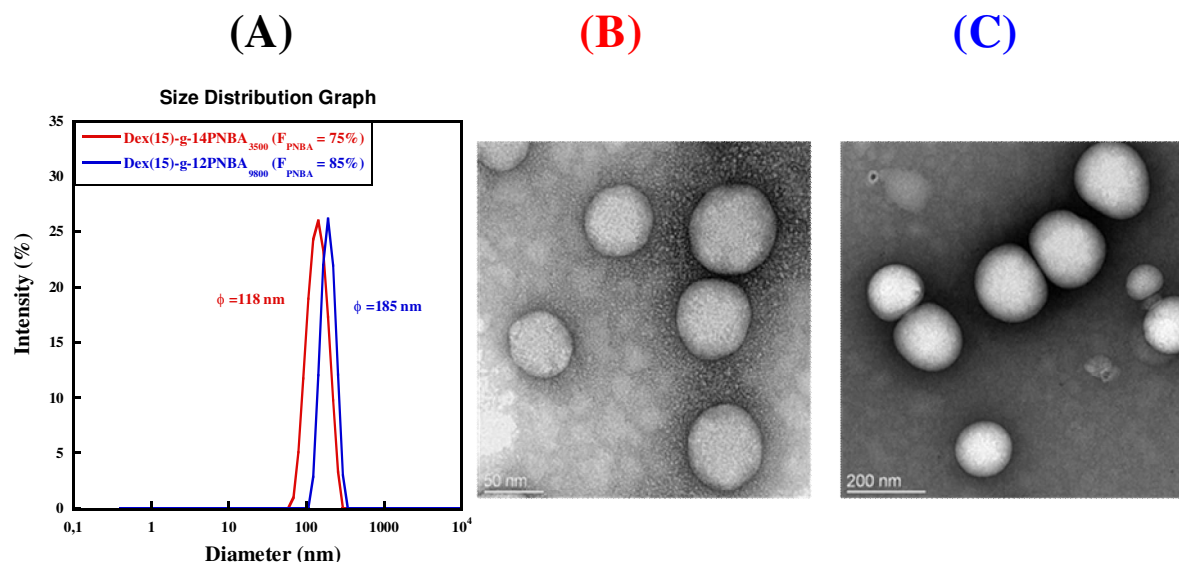 (A)
(B)
(C)
Size Distribution Graph
Dex(15)-g-14PNBA3500 (FPNBA = 75%)
Dex(15)-g-12PNBA9800 (FPNBA = 85%)
35
30
25
20
15
10
5
0
Intensity (%)
ϕ =118 nm
ϕ =185 nm
0,1
1
10
100
1000
10⁴
Diameter (nm)
50 nm
200 nm